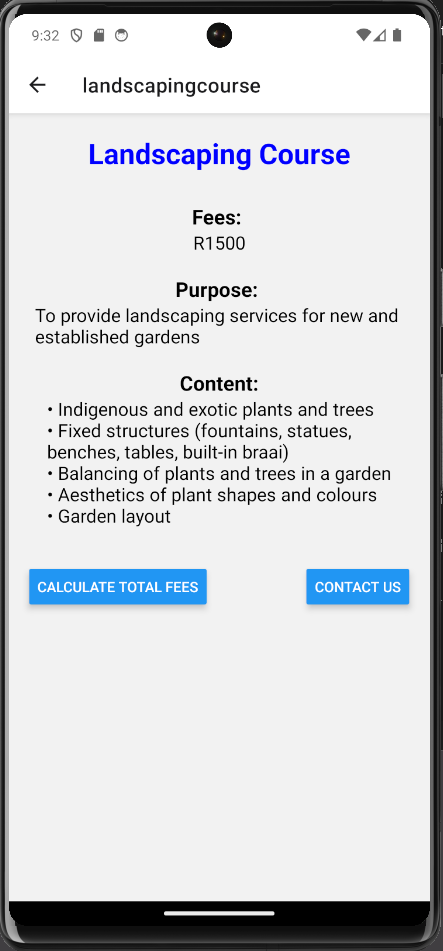 9:32
landscapingcourse
Landscaping Course
Fees:
R1500
Purpose:
To provide landscaping services for new and
established gardens
Content:
• Indigenous and exotic plants and trees
• Fixed structures (fountains, statues,
benches, tables, built-in braai)
• Balancing of plants and trees in a garden
• Aesthetics of plant shapes and colours
• Garden layout
CALCULATE TOTAL FEES
CONTACT US